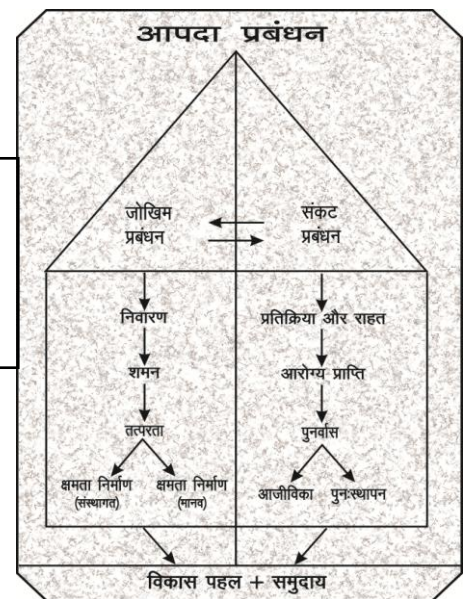 आपदा प्रबंधन
जोखिम
प्रबंधन
संकट
प्रबंधन
निवारण
शमन
तत्परता
क्षमता निर्माण
(संस्थागत)
क्षमता निर्माण
(मानव)
प्रतिक्रिया और राहत
आरोग्य प्राप्ति
पुनर्वास
आजीविका
पुनःस्थापन
विकास पहल + समुदाय